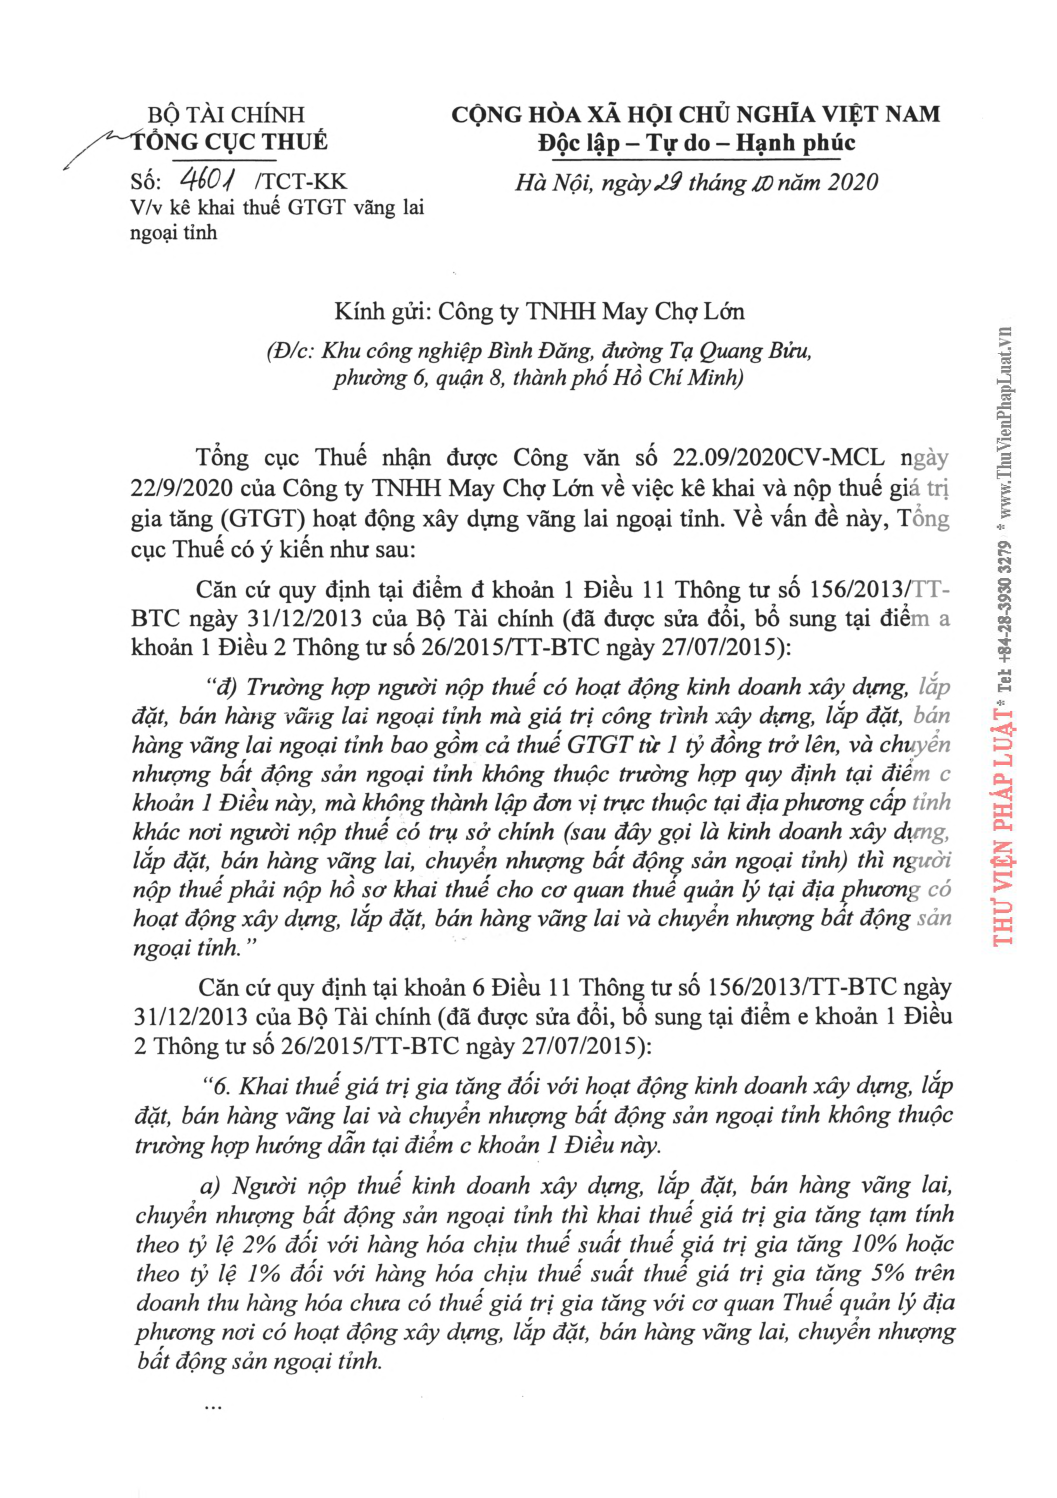 BỘ TÀI CHÍNH
TỔNG CỤC THUẾ
Số: 4601 /TCT-KK
V/v kê khai thuế GTGT vãng lai
ngoại tỉnh
CỘNG HÒA XÃ HỘI CHỦ NGHĨA VIỆT NAM
Độc lập – Tự do – Hạnh phúc
Hà Nội, ngày 29 tháng 10 năm 2020
Kính gửi: Công ty TNHH May Chợ Lớn
(Đ/c: Khu công nghiệp Bình Đăng, đường Tạ Quang Bửu,
phường 6, quận 8, thành phố Hồ Chí Minh)
Tổng cục Thuế nhận được Công văn số 22.09/2020CV-MCL ngày
22/9/2020 của Công ty TNHH May Chợ Lớn về việc kê khai và nộp thuế giá trị
gia tăng (GTGT) hoạt động xây dựng vãng lai ngoại tỉnh. Về vấn đề này, Tổng
cục Thuế có ý kiến như sau:
Căn cứ quy định tại điểm đ khoản 1 Điều 11 Thông tư số 156/2013/TT-
BTC ngày 31/12/2013 của Bộ Tài chính (đã được sửa đổi, bổ sung tại điểm a
khoản 1 Điều 2 Thông tư số 26/2015/TT-BTC ngày 27/07/2015):
“đ) Trường hợp người nộp thuế có hoạt động kinh doanh xây dựng, lắp
đặt, bán hàng vãng lai ngoại tỉnh mà giá trị công trình xây dựng, lắp đặt, bán
hàng vãng lai ngoại tỉnh bao gồm cả thuế GTGT từ 1 tỷ đồng trở lên, và chuyển
nhượng bất động sản ngoại tỉnh không thuộc trường hợp quy định tại điểm c
khoản 1 Điều này, mà không thành lập đơn vị trực thuộc tại địa phương cấp tỉnh
khác nơi người nộp thuế có trụ sở chính (sau đây gọi là kinh doanh xây dựng,
lắp đặt, bán hàng vãng lai, chuyển nhượng bất động sản ngoại tỉnh) thì người
nộp thuế phải nộp hồ sơ khai thuế cho cơ quan thuế quản lý tại địa phương có
hoạt động xây dựng, lắp đặt, bán hàng vãng lai và chuyển nhượng bất động sản
ngoại tỉnh.”
Căn cứ quy định tại khoản 6 Điều 11 Thông tư số 156/2013/TT-BTC ngày
31/12/2013 của Bộ Tài chính (đã được sửa đổi, bổ sung tại điểm e khoản 1 Điều
2 Thông tư số 26/2015/TT-BTC ngày 27/07/2015):
“6. Khai thuế giá trị gia tăng đối với hoạt động kinh doanh xây dựng, lắp
đặt, bán hàng vãng lai và chuyển nhượng bất động sản ngoại tỉnh không thuộc
trường hợp hướng dẫn tại điểm c khoản 1 Điều này.
a) Người nộp thuế kinh doanh xây dựng, lắp đặt, bán hàng vãng lai,
chuyển nhượng bất động sản ngoại tỉnh thì khai thuế giá trị gia tăng tạm tính
theo tỷ lệ 2% đối với hàng hóa chịu thuế suất thuế giá trị gia tăng 10% hoặc
theo tỷ lệ 1% đối với hàng hóa chịu thuế suất thuế giá trị gia tăng 5% trên
doanh thu hàng hóa chưa có thuế giá trị gia tăng với cơ quan Thuế quản lý địa
phương nơi có hoạt động xây dựng, lắp đặt, bán hàng vãng lai, chuyển nhượng
bất động sản ngoại tỉnh.
...
THƯ VIỆN PHÁP LUẬT * Tel: +84-28-3930 3279 * www.ThuVienPhapLuat.vn